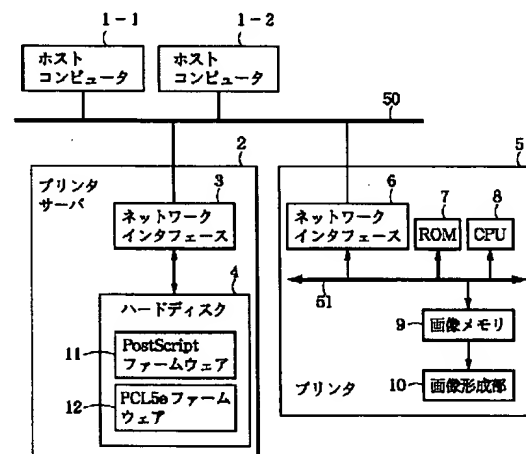 1-1
1-2
ホスト
コンピュータ
ホスト
コンピュータ
50
2
プリンタ
サーバ
3
ネットワーク
インタフェース
4
ハードディスク
11
PostScript
ファームウェア
12
PCL5eファーム
ウェア
5
6
ネットワーク
インタフェース
7
ROM
8
CPU
51
9
画像メモリ
10
画像形成部
プリンタ